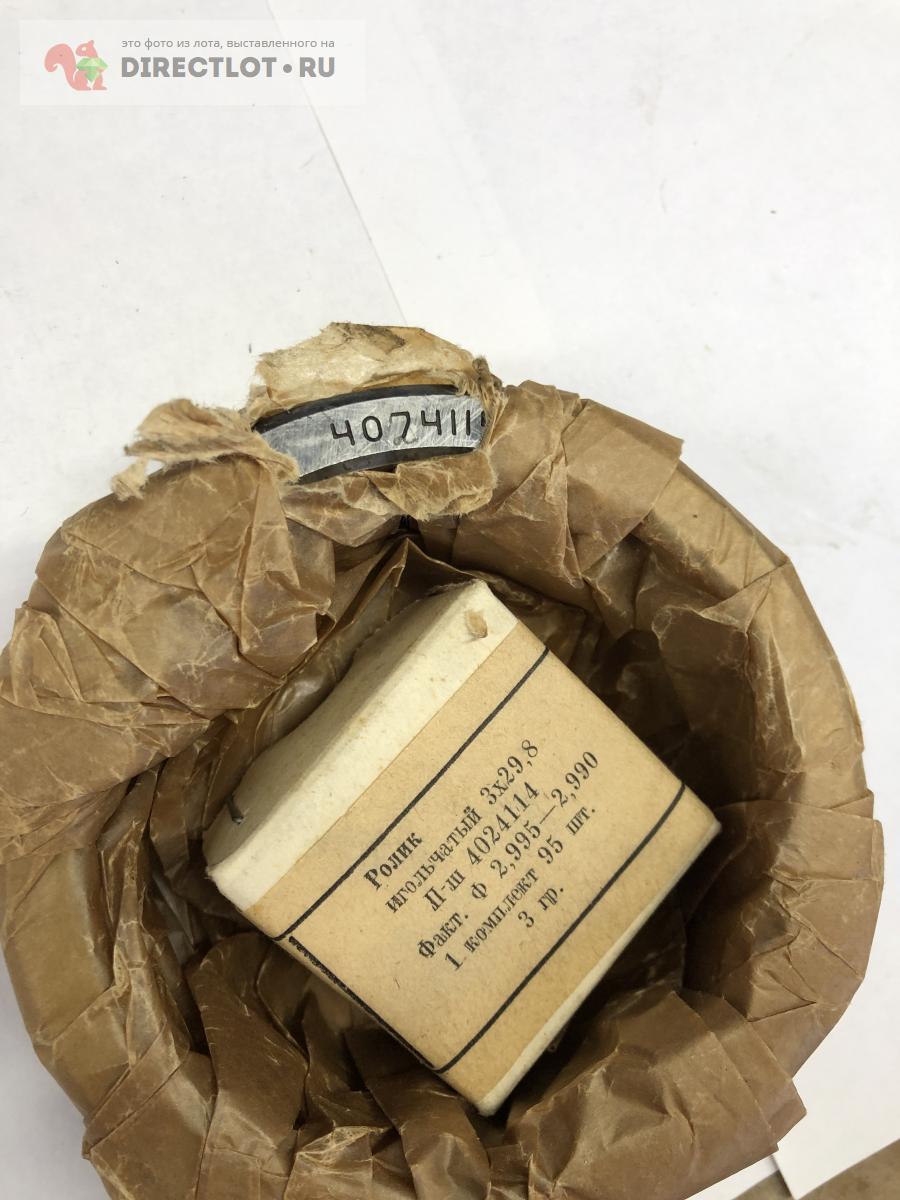 это фото из лота, выставленного на
DIRECTLOT•RU
402411
Ролик
игольчатый 3х29,8
П-ш 4024114
Факт. ф 2,995—2,990
1 комплект 95 шт.
3 гр.